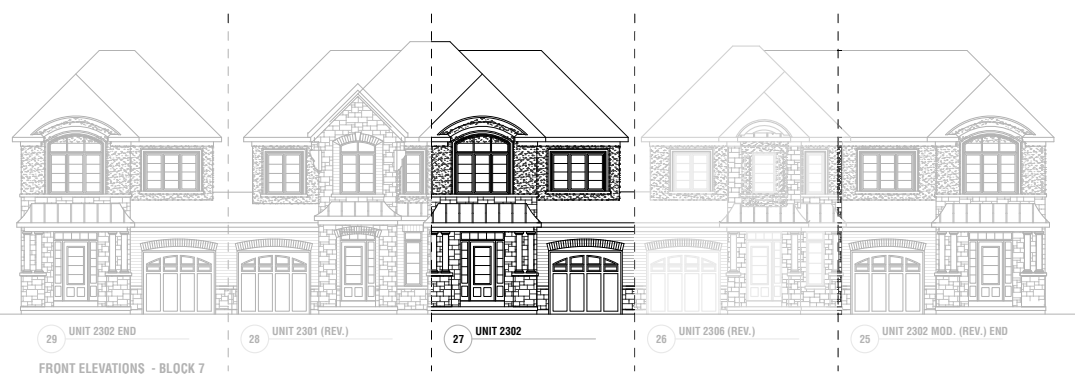 29 UNIT 2302 END
28 UNIT 2301 (REV.)
27 UNIT 2302
26 UNIT 2306 (REV.)
25 UNIT 2302 MOD. (REV.) END
FRONT ELEVATIONS - BLOCK 7